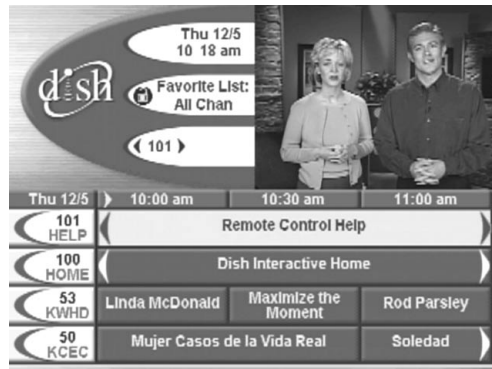 dish
Thu 12/5
10 18 am
Favorite List:
All Chan
101
Thu 12/5 10:00 am 10:30 am 11:00 am
101
HELP
Remote Control Help
100
HOME
Dish Interactive Home
53
KWHD
Linda McDonald
Maximize the
Moment
Rod Parsley
50
KCEC
Mujer Casos de la Vida Real
Soledad